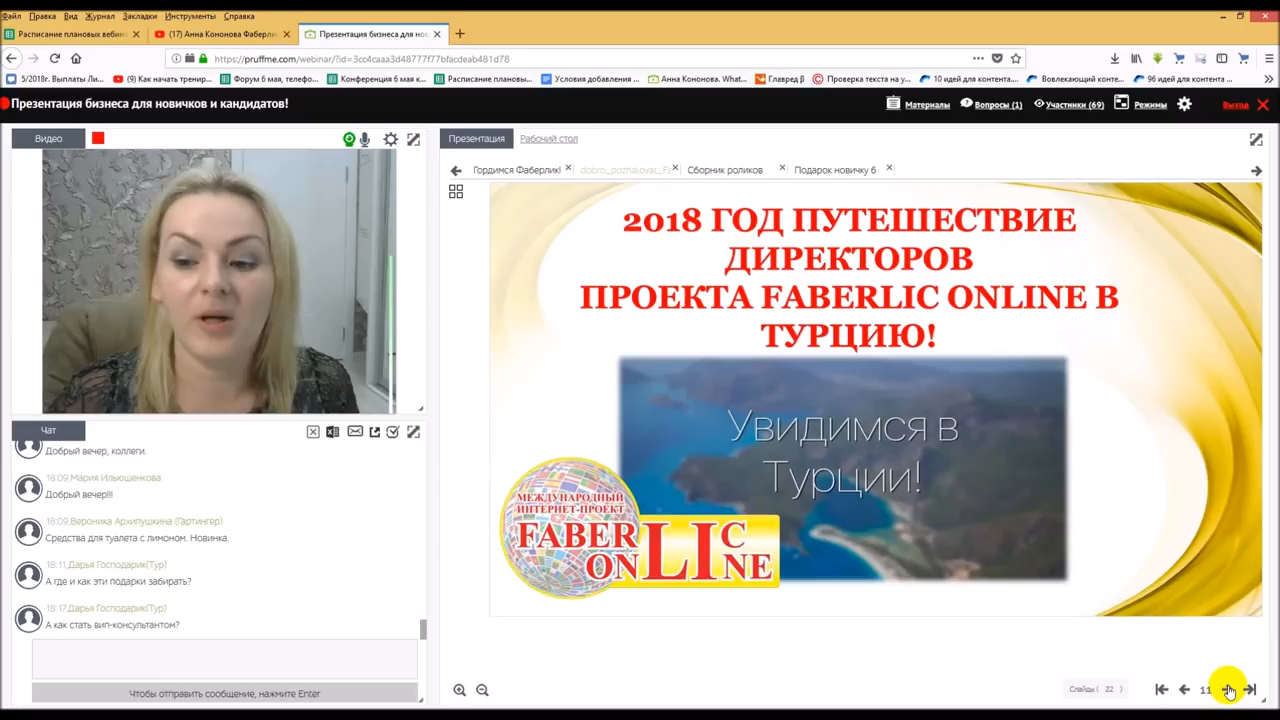 Файл Правка Вид Журнал Закладки Инструменты Справка
Расписание плановых вебин
(17) Анна Кононова Фаберли
Презентация бизнеса для нов
https://pruffme.com/webinar/?id=3cc4caaa3d48777f77bfacdeab481d78
5/2018г. Выплаты Ли...
(9) Как начать тренир...
Форум 6 мая, телефо...
Конференция 6 мая к...
Расписание плановы...
Условия добавления ...
Анна Кононова. What...
Главред β
Проверка текста на у...
10 идей для контента....
Вовлекающий контен...
96 идей для контента ...
Презентация бизнеса для новичков и кандидатов!
Материалы
Вопросы (1)
Участники (69)
Режимы
Выход
Видео
Презентация
Рабочий стол
Гордимся Фаберлик!
dobro_pozhalovat_Fa
Сборник роликов
Подарок новичку 6
2018 ГОД ПУТЕШЕСТВИЕ
ДИРЕКТОРОВ
ПРОЕКТА FABERLIC ONLINE В
ТУРЦИЮ!
Увидимся в
Турции!
МЕЖДУНАРОДНЫЙ
ИНТЕРНЕТ-ПРОЕКТ
FABERLIC
ONLINE
Чат
Добрый вечер, коллеги.
18:09, Мария Ильюшенкова
Добрый вечер!!!
18:09, Вероника Архипушкина (Гартингер)
Средства для туалета с лимоном. Новинка.
18:11, Дарья Господарик(Тур)
А где и как эти подарки забирать?
18:17, Дарья Господарик(Тур)
А как стать вип-консультантом?
Чтобы отправить сообщение, нажмите Enter
Слайды ( 22 )
11